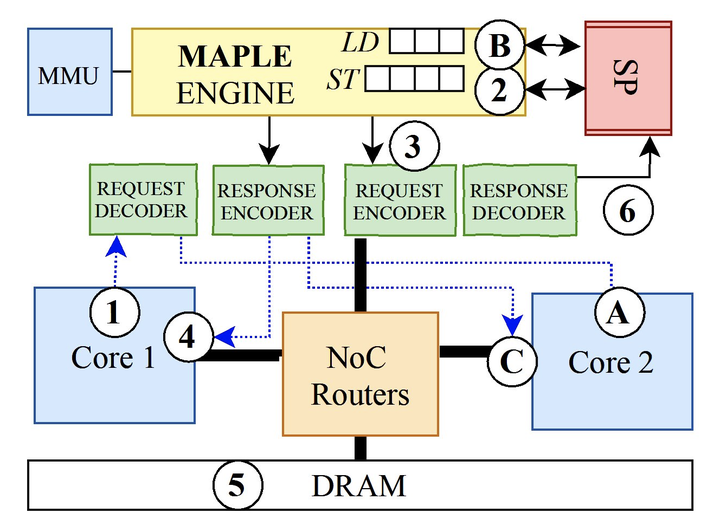 LD
B
MMU
MAPLE
ENGINE
ST
2
SP
3
REQUEST
DECODER
RESPONSE
ENCODER
REQUEST
ENCODER
RESPONSE
DECODER
6
1
4
Core 1
NoC
Routers
C
A
Core 2
5
DRAM